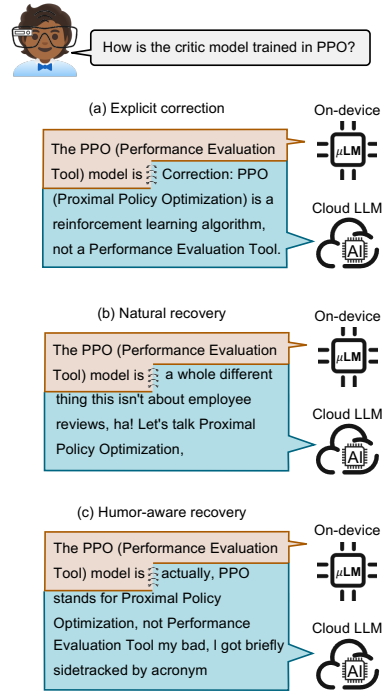 How is the critic model trained in PPO?
(a) Explicit correction
On-device
The PPO (Performance Evaluation
Tool) model is Correction: PPO
(Proximal Policy Optimization) is a
reinforcement learning algorithm,
not a Performance Evaluation Tool.
μLM
Cloud LLM
AI
(b) Natural recovery
On-device
The PPO (Performance Evaluation
Tool) model is a whole different
thing this isn't about employee
reviews, ha! Let's talk Proximal
Policy Optimization,
μLM
Cloud LLM
AI
(c) Humor-aware recovery
On-device
The PPO (Performance Evaluation
Tool) model is actually, PPO
stands for Proximal Policy
Optimization, not Performance
Evaluation Tool my bad, I got briefly
sidetracked by acronym
μLM
Cloud LLM
AI